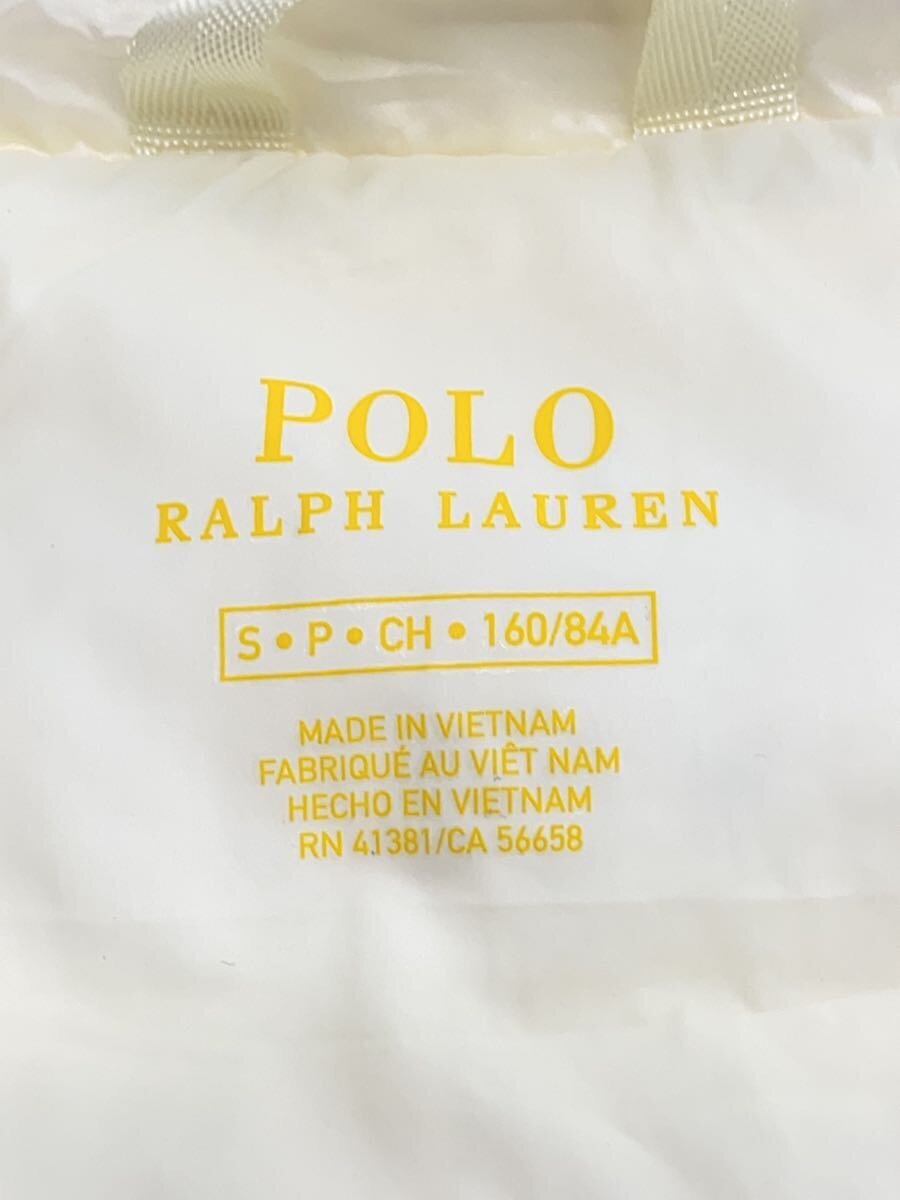 POLO
RALPH LAUREN
S • P • CH • 160/84A
MADE IN VIETNAM
FABRIQUÉ AU VIÊT NAM
HECHO EN VIETNAM
RN 41381/CA 56658